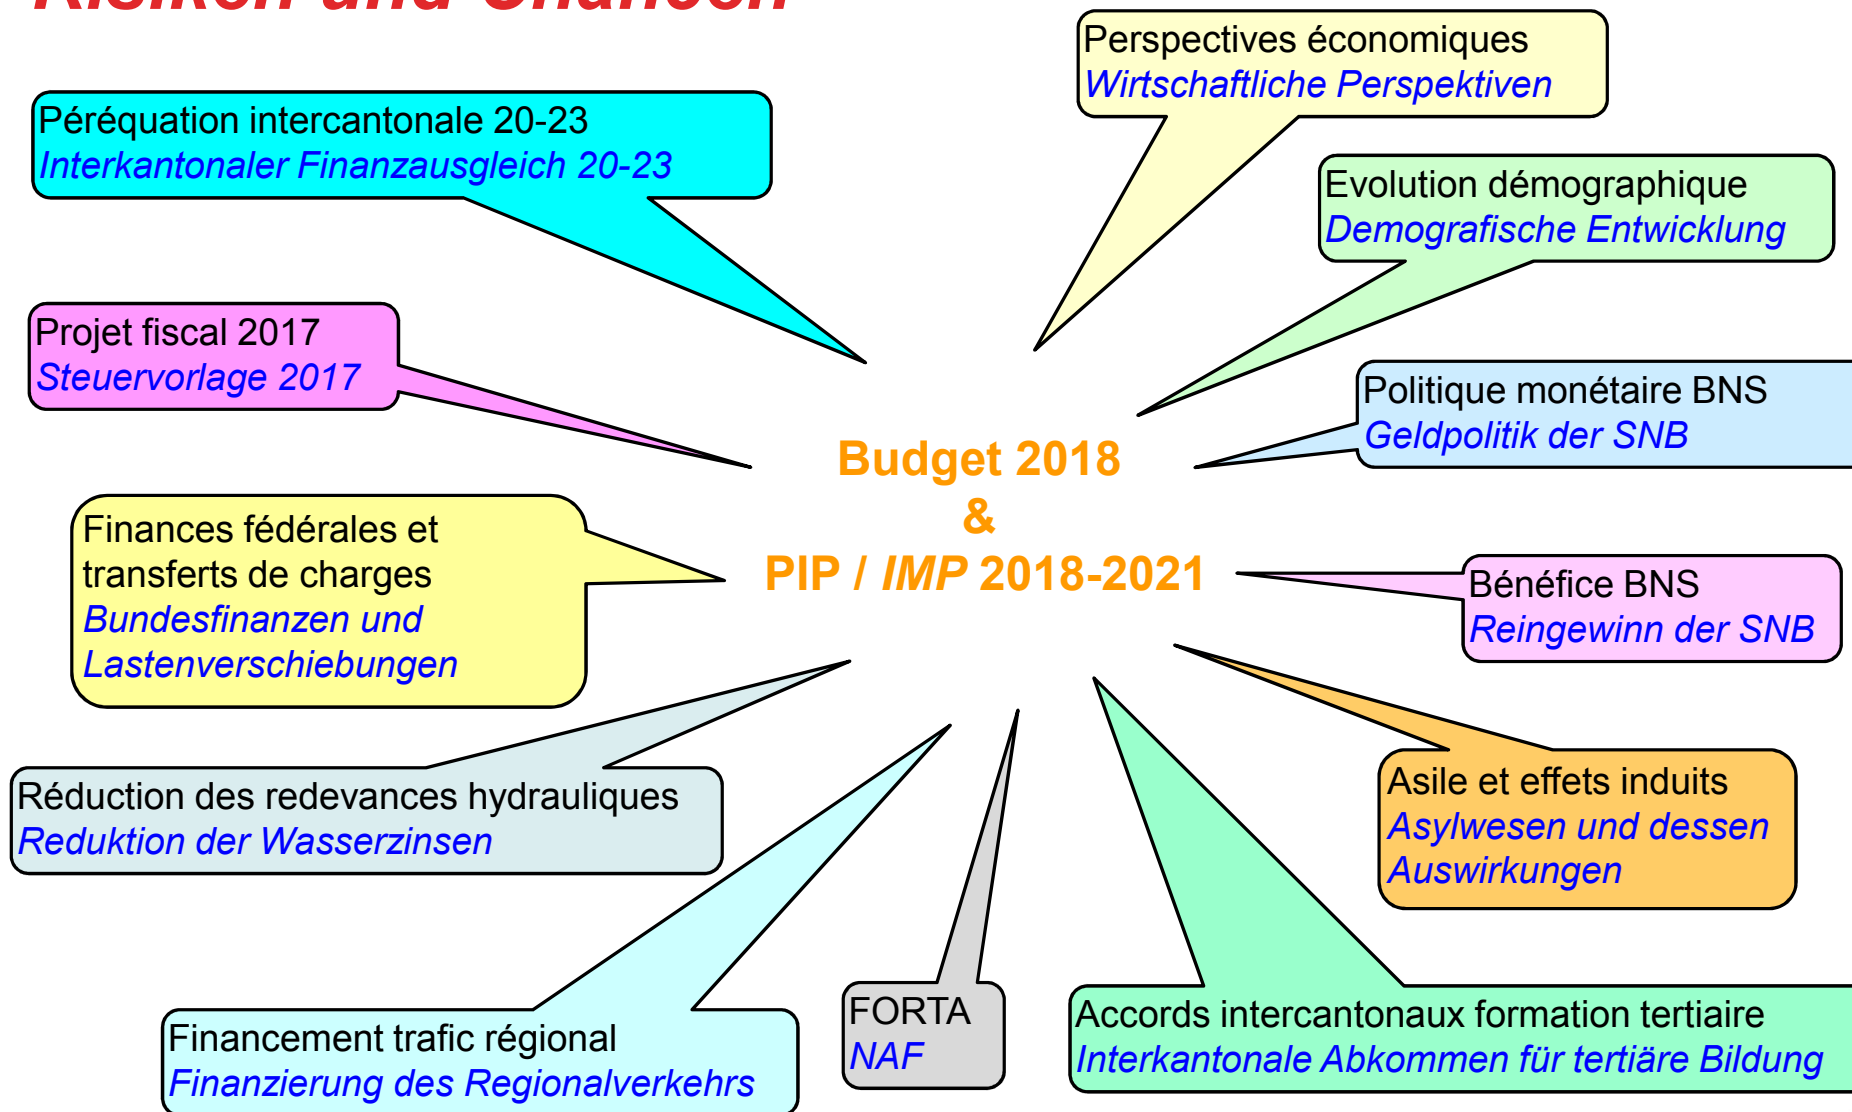 Risiken und Chancen
Perspectives économiques
Wirtschaftliche Perspektiven
Péréquation intercantonale 20-23
Interkantonaler Finanzausgleich 20-23
Evolution démographique
Demografische Entwicklung
Projet fiscal 2017
Steuervorlage 2017
Politique monétaire BNS
Geldpolitik der SNB
Budget 2018
&
PIP / IMP 2018-2021
Finances fédérales et
transferts de charges
Bundesfinanzen und
Lastenverschiebungen
Bénéfice BNS
Reingewinn der SNB
Réduction des redevances hydrauliques
Reduktion der Wasserzinsen
Asile et effets induits
Asylwesen und dessen
Auswirkungen
Financement trafic régional
Finanzierung des Regionalverkehrs
FORTA
NAF
Accords intercantonaux formation tertiaire
Interkantonale Abkommen für tertiäre Bildung